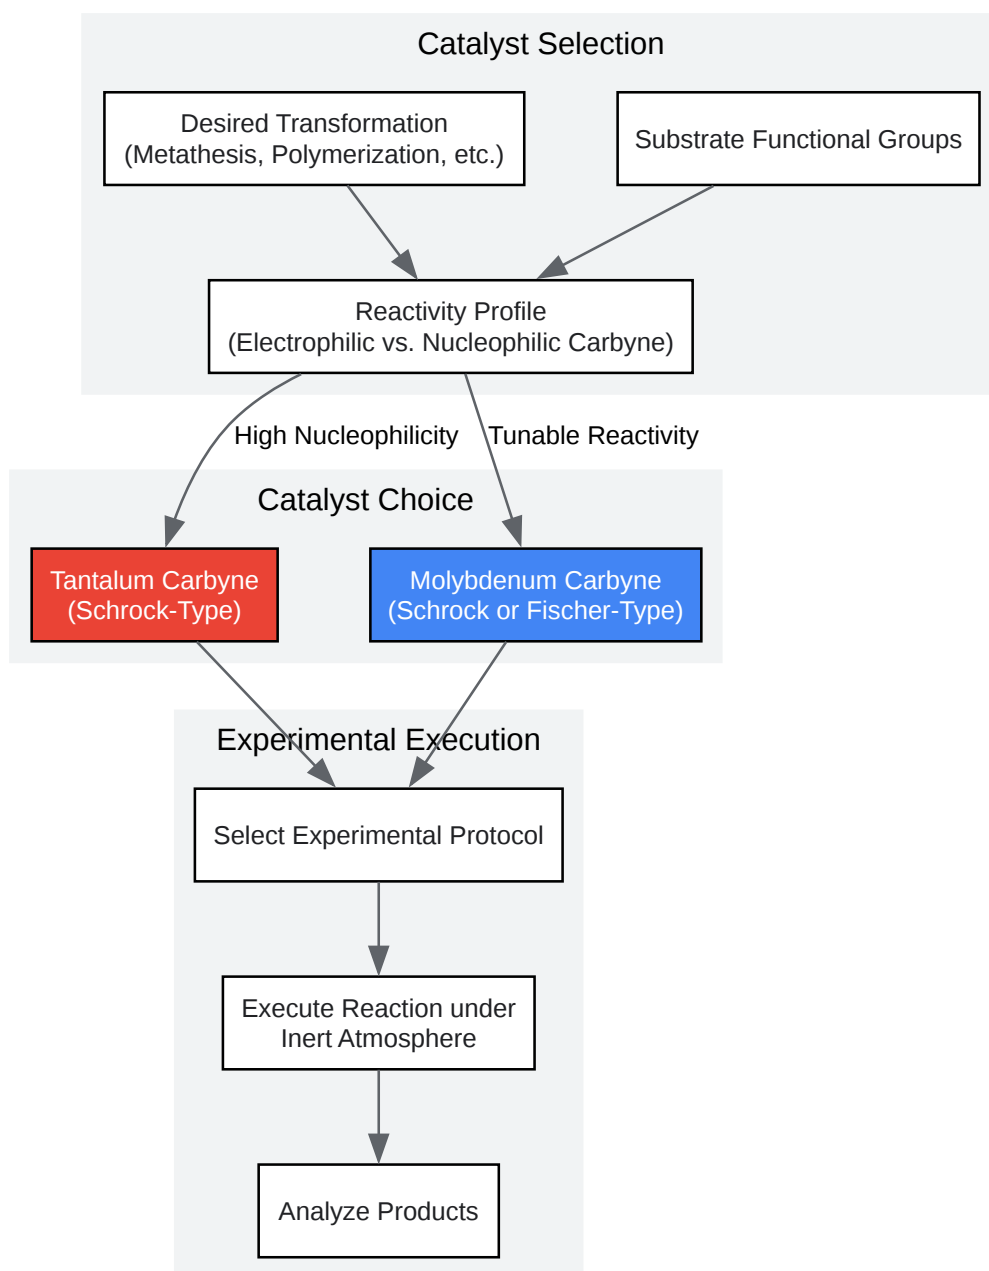 Catalyst Selection
Desired Transformation
(Metathesis, Polymerization, etc.)
Substrate Functional Groups
Reactivity Profile
(Electrophilic vs. Nucleophilic Carbyne)
High Nucleophilicity
Tunable Reactivity
Catalyst Choice
Tantalum Carbyne
(Schrock-Type)
Molybdenum Carbyne
(Schrock or Fischer-Type)
Experimental Execution
Select Experimental Protocol
Execute Reaction under
Inert Atmosphere
Analyze Products